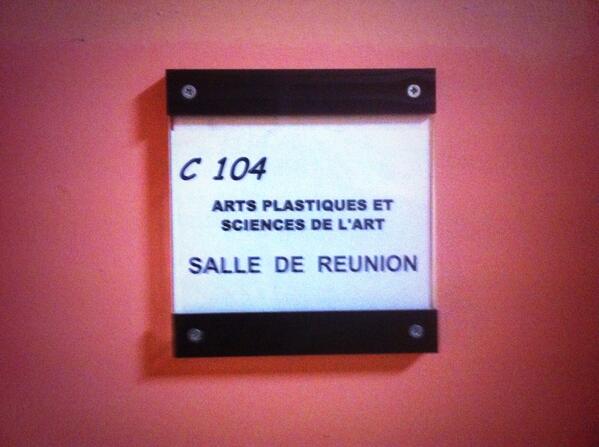 C 104
ARTS PLASTIQUES ET
SCIENCES DE L'ART
SALLE DE REUNION